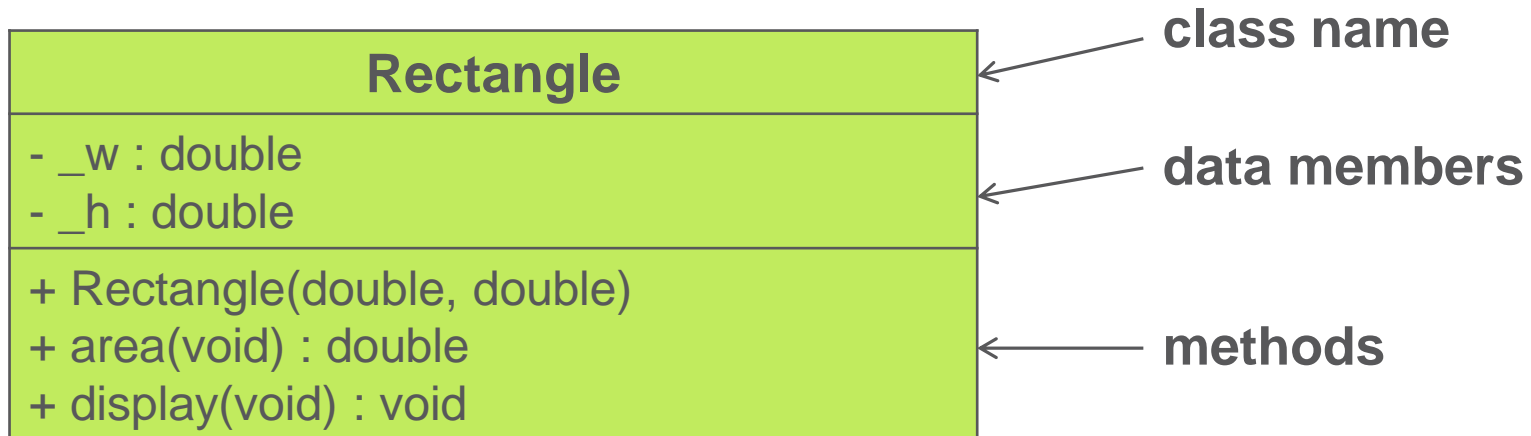 class name
Rectangle
- _w : double
data members
- _h : double
+ Rectangle(double, double)
+ area(void) : double
methods
+ display(void) : void